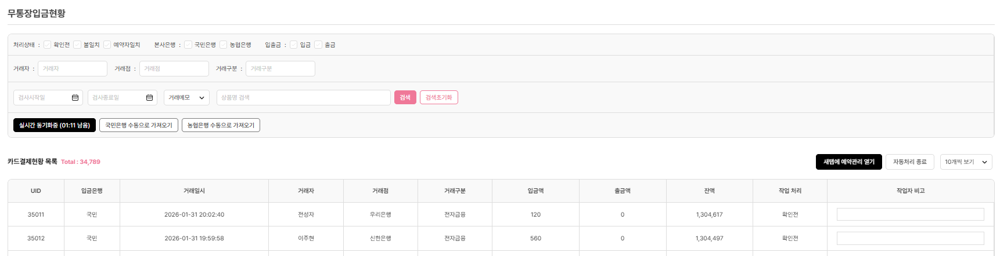 무통장입금현황
처리상태 : 확인전 불일치 예약자일치 본사은행 : 국민은행 농협은행 입출금 : 입금 출금
거래자 : 거래자 거래점 : 거래점 거래구분 : 거래구분
검사시작일 검사종료일 거래메모 상품명 검색 검색 검색초기화
실시간 동기화중 (01:11 남음) 국민은행 수동으로 가져오기 농협은행 수동으로 가져오기
카드결제현황 목록 Total : 34,789 새탭에 예약관리 열기 자동처리 종료 10개씩 보기
UID 입금은행 거래일시 거래자 거래점 거래구분 입금액 출금액 잔액 작업 처리 작업자 비고
35011 국민 2026-01-31 20:02:40 전성자 우리은행 전자금융 120 0 1,304,617 확인전
35012 국민 2026-01-31 19:59:58 이주현 신한은행 전자금융 560 0 1,304,497 확인전